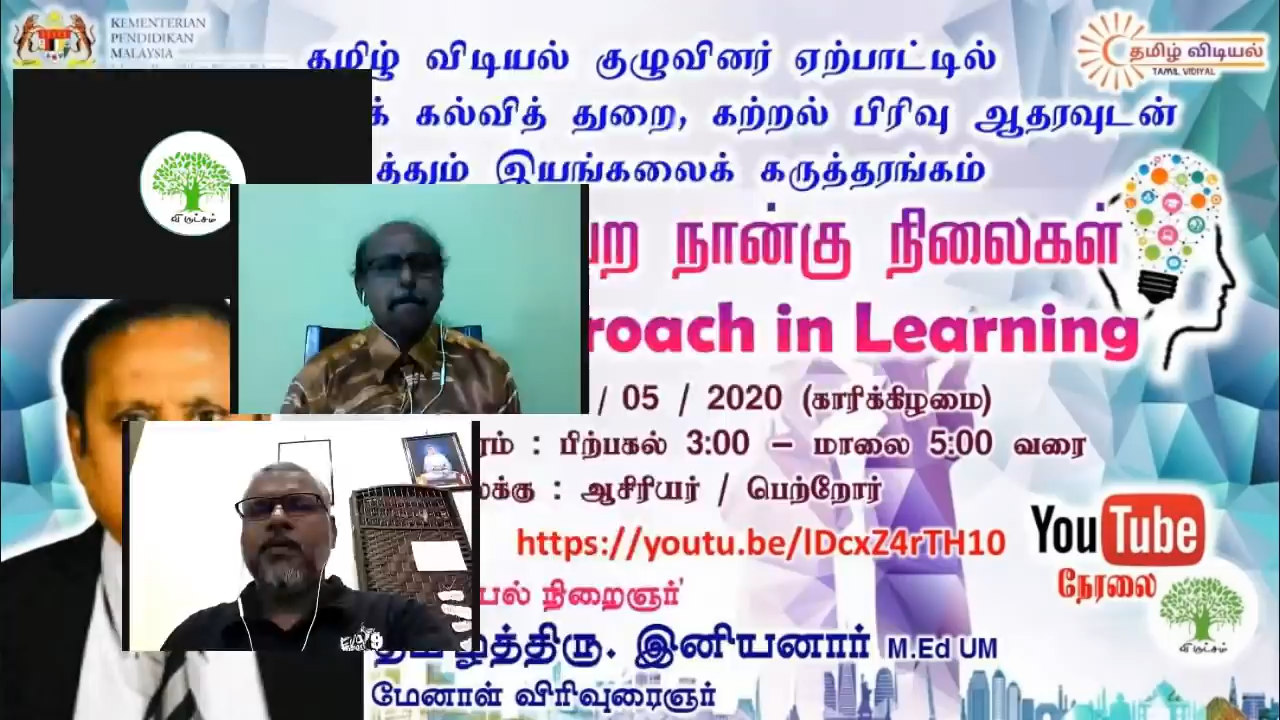 KEMENTERIAN
PENDIDIKAN
MALAYSIA
தமிழ் விடியல்
TAMIL VIDIYAL
தமிழ் விடியல் குழுவினர் ஏற்பாட்டில்
கல்வித் துறை, கற்றல் பிரிவு ஆதரவுடன்
இயங்கலைக் கருத்தரங்கம்
நான்கு நிலைகள்
in Learning
/ 05 / 2020 (காரிக்கிழமை)
: பிற்பகல் 3:00 – மாலை 5:00 வரை
: ஆசிரியர் / பெற்றோர்
https://youtu.be/lDcxZ4rTH10
YouTube
நேரலை
நிறைஞர்'
இனியனார் M.Ed UM
மேனாள் விரிவுரைஞர்
விருட்சம்
விருட்சம்